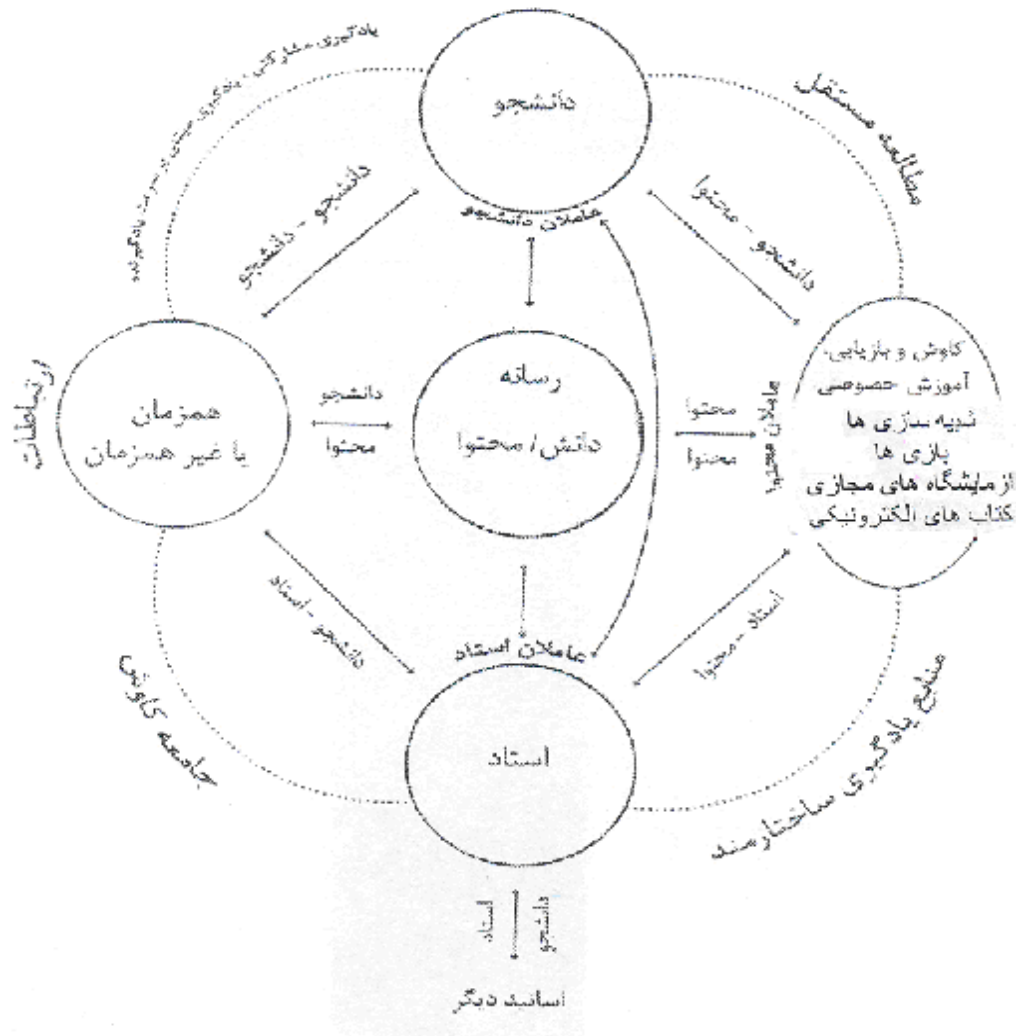 دانشجو
عاملان دانشجو
یادگیری مشارکتی - یادگیری مبتنی بر سرعت یادگیرنده
مطالعه مستقل
دانشجو - دانشجو
دانشجو - محتوا
ارتباطات
همزمان
یا غیر همزمان
دانشجو
محتوا
رسانه
دانش / محتوا
محتوا
محتوا
عاملان محتوا
کاوش و بازیابی.
آموزش خصوصی
شبیه سازی ها
بازی ها
ازمایشگاه های مجازی
کتاب های الکترونیکی
دانشجو - استاد
استاد - محتوا
عاملان استاد
جامعه کاوش
منابع یادگیری ساختارمند
استاد
استاد
دانشجو
اساتید دیگر